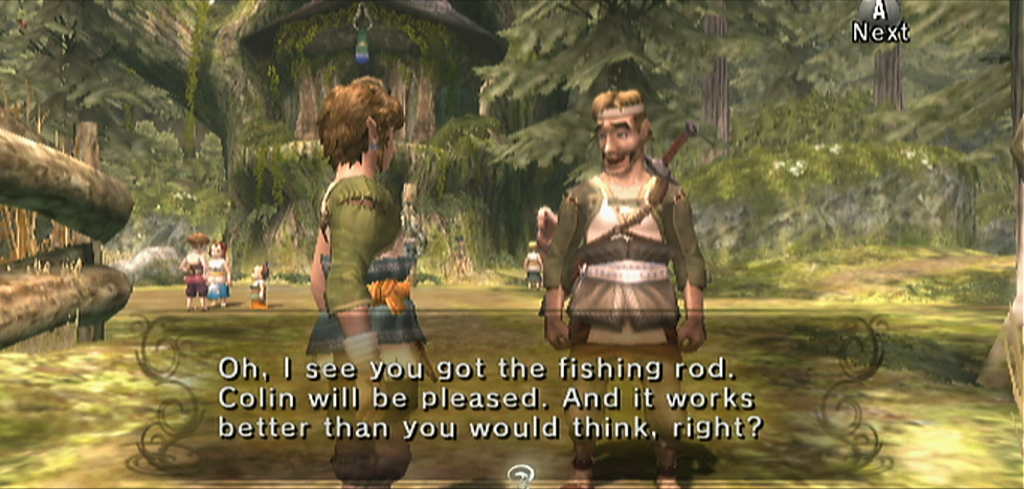 A
Next
Oh, I see you got the fishing rod.
Colin will be pleased. And it works
better than you would think, right?